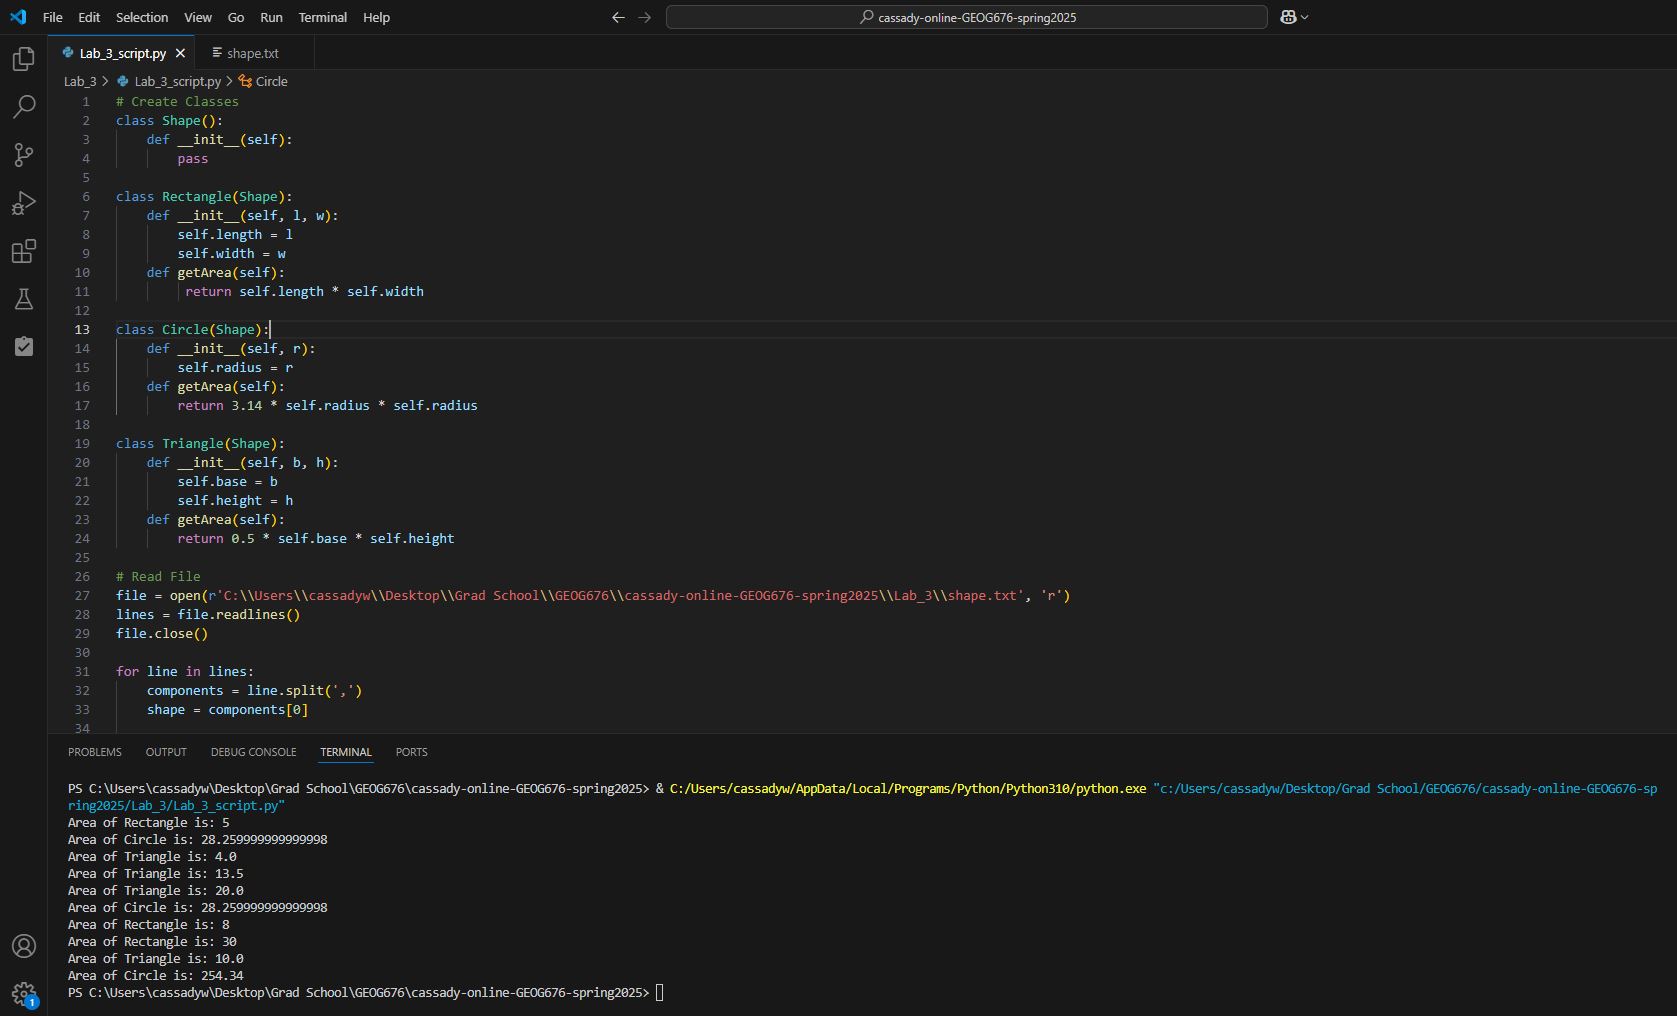 File Edit Selection View Go Run Terminal Help
cassady-online-GEOG676-spring2025
Lab_3_script.py
shape.txt
Lab_3 > Lab_3_script.py > Circle
1 # Create Classes
2 class Shape():
3     def __init__(self):
4         pass
5
6 class Rectangle(Shape):
7     def __init__(self, l, w):
8         self.length = l
9         self.width = w
10     def getArea(self):
11          return self.length * self.width
12
13 class Circle(Shape):
14     def __init__(self, r):
15         self.radius = r
16     def getArea(self):
17         return 3.14 * self.radius * self.radius
18
19 class Triangle(Shape):
20     def __init__(self, b, h):
21         self.base = b
22         self.height = h
23     def getArea(self):
24         return 0.5 * self.base * self.height
25
26 # Read File
27 file = open(r'C:\\Users\\cassadyw\\Desktop\\Grad School\\GEOG676\\cassady-online-GEOG676-spring2025\\Lab_3\\shape.txt', 'r')
28 lines = file.readlines()
29 file.close()
30
31 for line in lines:
32     components = line.split(',')
33     shape = components[0]
34
PROBLEMS OUTPUT DEBUG CONSOLE TERMINAL PORTS
PS C:\Users\cassadyw\Desktop\Grad School\GEOG676\cassady-online-GEOG676-spring2025> & C:/Users/cassadyw/AppData/Local/Programs/Python/Python310/python.exe "c:/Users/cassadyw/Desktop/Grad School/GEOG676/cassady-online-GEOG676-sp
ring2025/Lab_3/Lab_3_script.py"
Area of Rectangle is: 5
Area of Circle is: 28.259999999999998
Area of Triangle is: 4.0
Area of Triangle is: 13.5
Area of Triangle is: 20.0
Area of Circle is: 28.259999999999998
Area of Rectangle is: 8
Area of Rectangle is: 30
Area of Triangle is: 10.0
Area of Circle is: 254.34
PS C:\Users\cassadyw\Desktop\Grad School\GEOG676\cassady-online-GEOG676-spring2025>
1